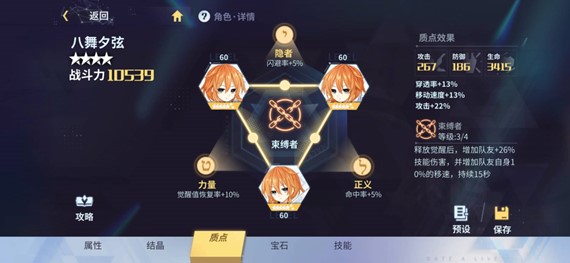 返回
角色·详情
八舞夕弦
战斗力10539
隐者
闪避率+5%
60
60
束缚者
力量
觉醒值恢复率+10%
正义
命中率+5%
60
质点效果
攻击 防御 生命
267 186 3415
穿透率+13%
移动速度+13%
攻击+22%
束缚者
等级:3/4
释放觉醒后，增加队友+26%
技能伤害，并增加队友自身1
0%的移速，持续15秒
攻略
预设
保存
属性
结晶
质点
宝石
技能
DATE A LIVE